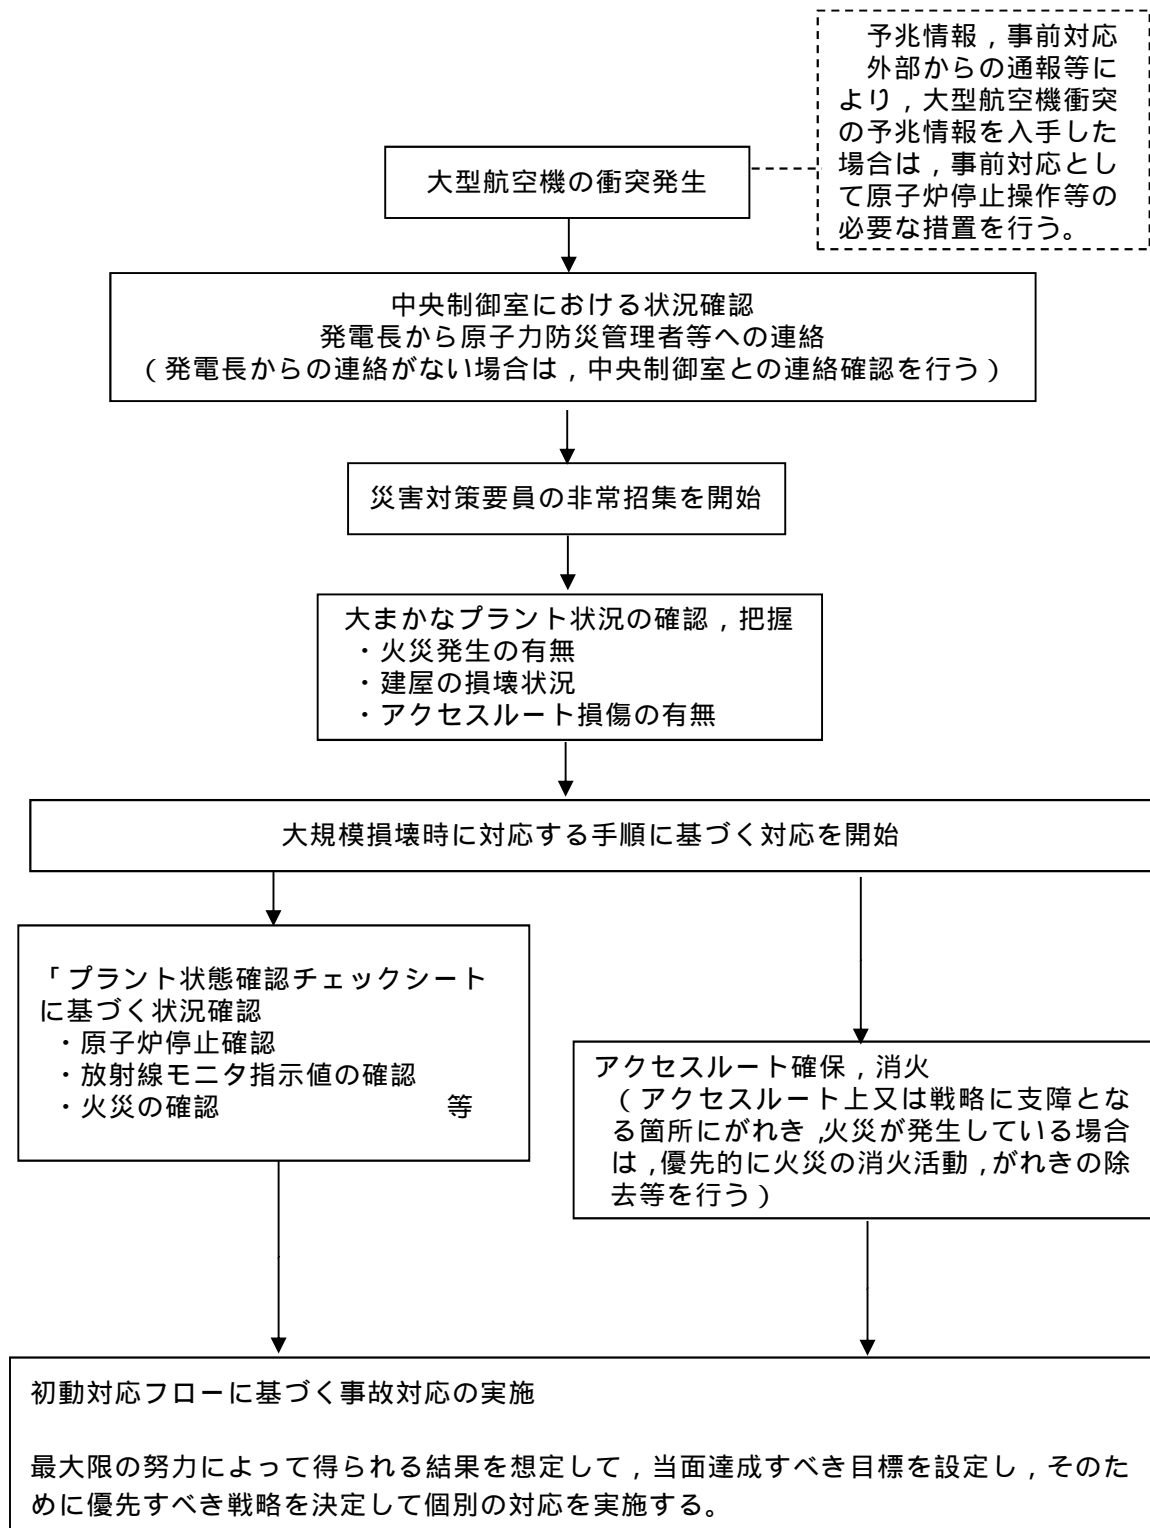 予兆情報，事前対応
外部からの通報等に
より，大型航空機衝突
の予兆情報を入手した
場合は，事前対応とし
て原子炉停止操作等の
必要な措置を行う。
大型航空機の衝突発生
中央制御室における状況確認
発電長から原子力防災管理者等への連絡
（発電長からの連絡がない場合は，中央制御室との連絡確認を行う）
災害対策要員の非常招集を開始
大まかなプラント状況の確認，把握
・火災発生の有無
・建屋の損壊状況
・アクセスルート損傷の有無
大規模損壊時に対応する手順に基づく対応を開始
「プラント状態確認チェックシート
に基づく状況確認
・原子炉停止確認
・放射線モニタ指示値の確認
・火災の確認 等
アクセスルート確保，消火
（アクセスルート上又は戦略に支障とな
る箇所にがれき，火災が発生している場合
は，優先的に火災の消火活動，がれきの除
去等を行う）
初動対応フローに基づく事故対応の実施
最大限の努力によって得られる結果を想定して，当面達成すべき目標を設定し，そのた
めに優先すべき戦略を決定して個別の対応を実施する。